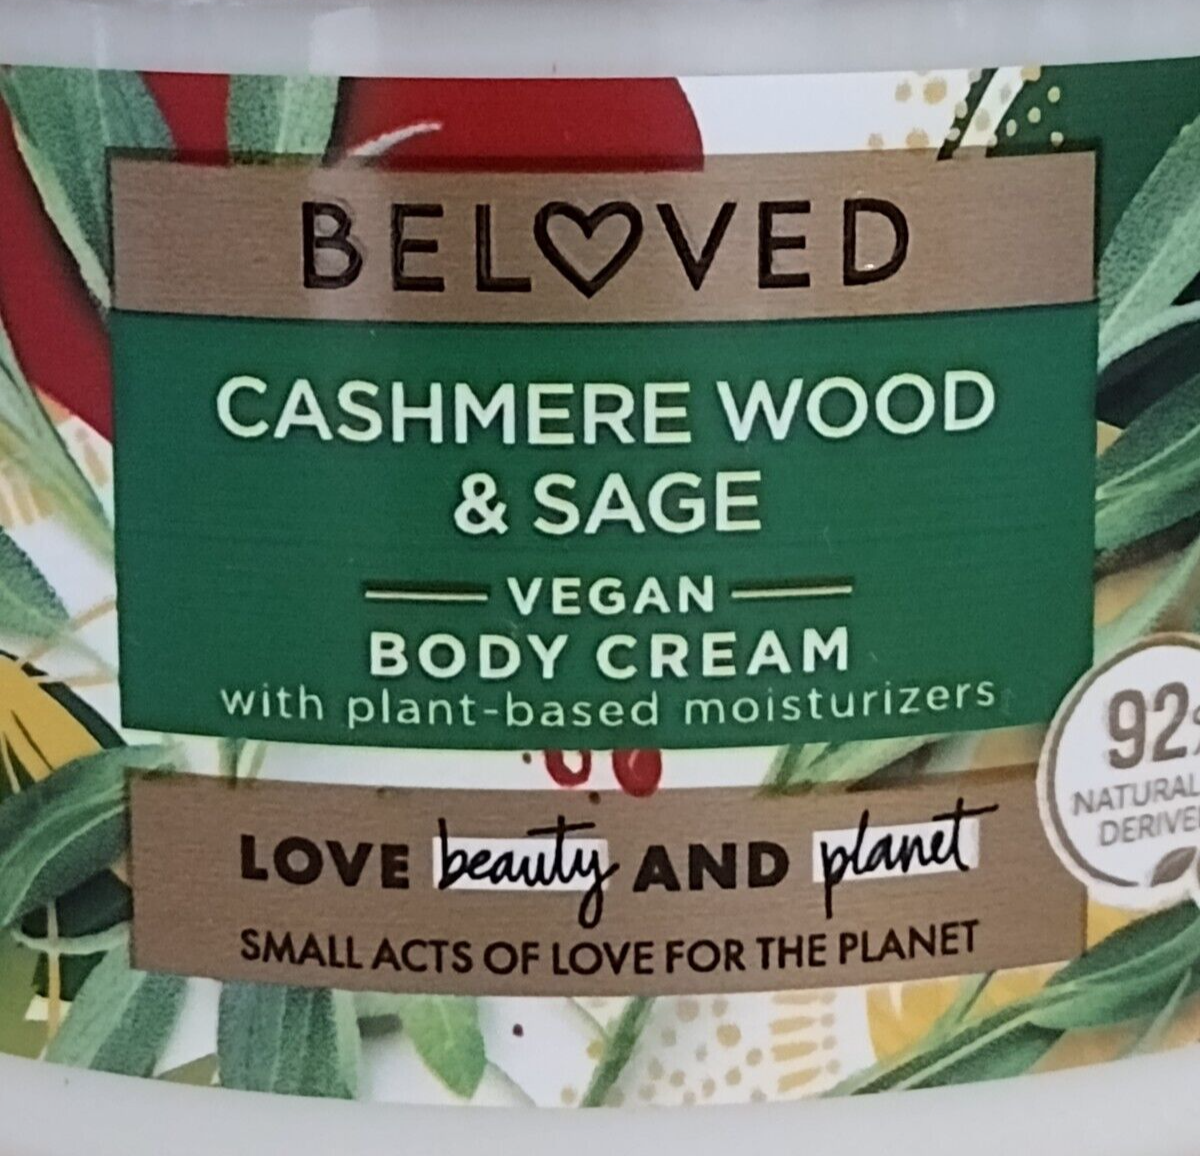 BELOVED
CASHMERE WOOD
& SAGE
VEGAN
BODY CREAM
with plant-based moisturizers
92
NATURAL
LOVE beauty AND planet
SMALL ACTS OF LOVE FOR THE PLANET